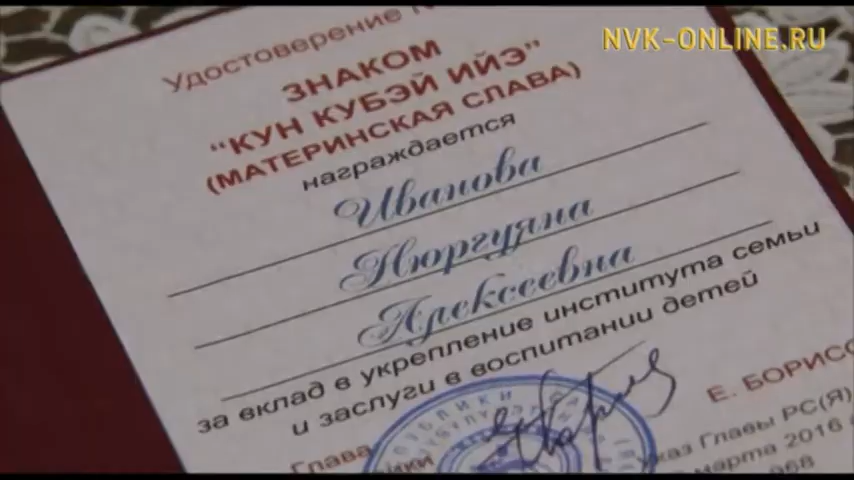 NVK-ONLINE.RU
Удостоверение
ЗНАКОМ
"КУН КУБЭЙ ИЙЭ"
(МАТЕРИНСКАЯ СЛАВА)
награждается
Иванова
Нюргуяна
Алексеевна
за вклад в укрепление института семьи
и заслуги в воспитании детей
Е. БОРИСО
Глава
Указ Главы РС(Я)
марта 2016
968